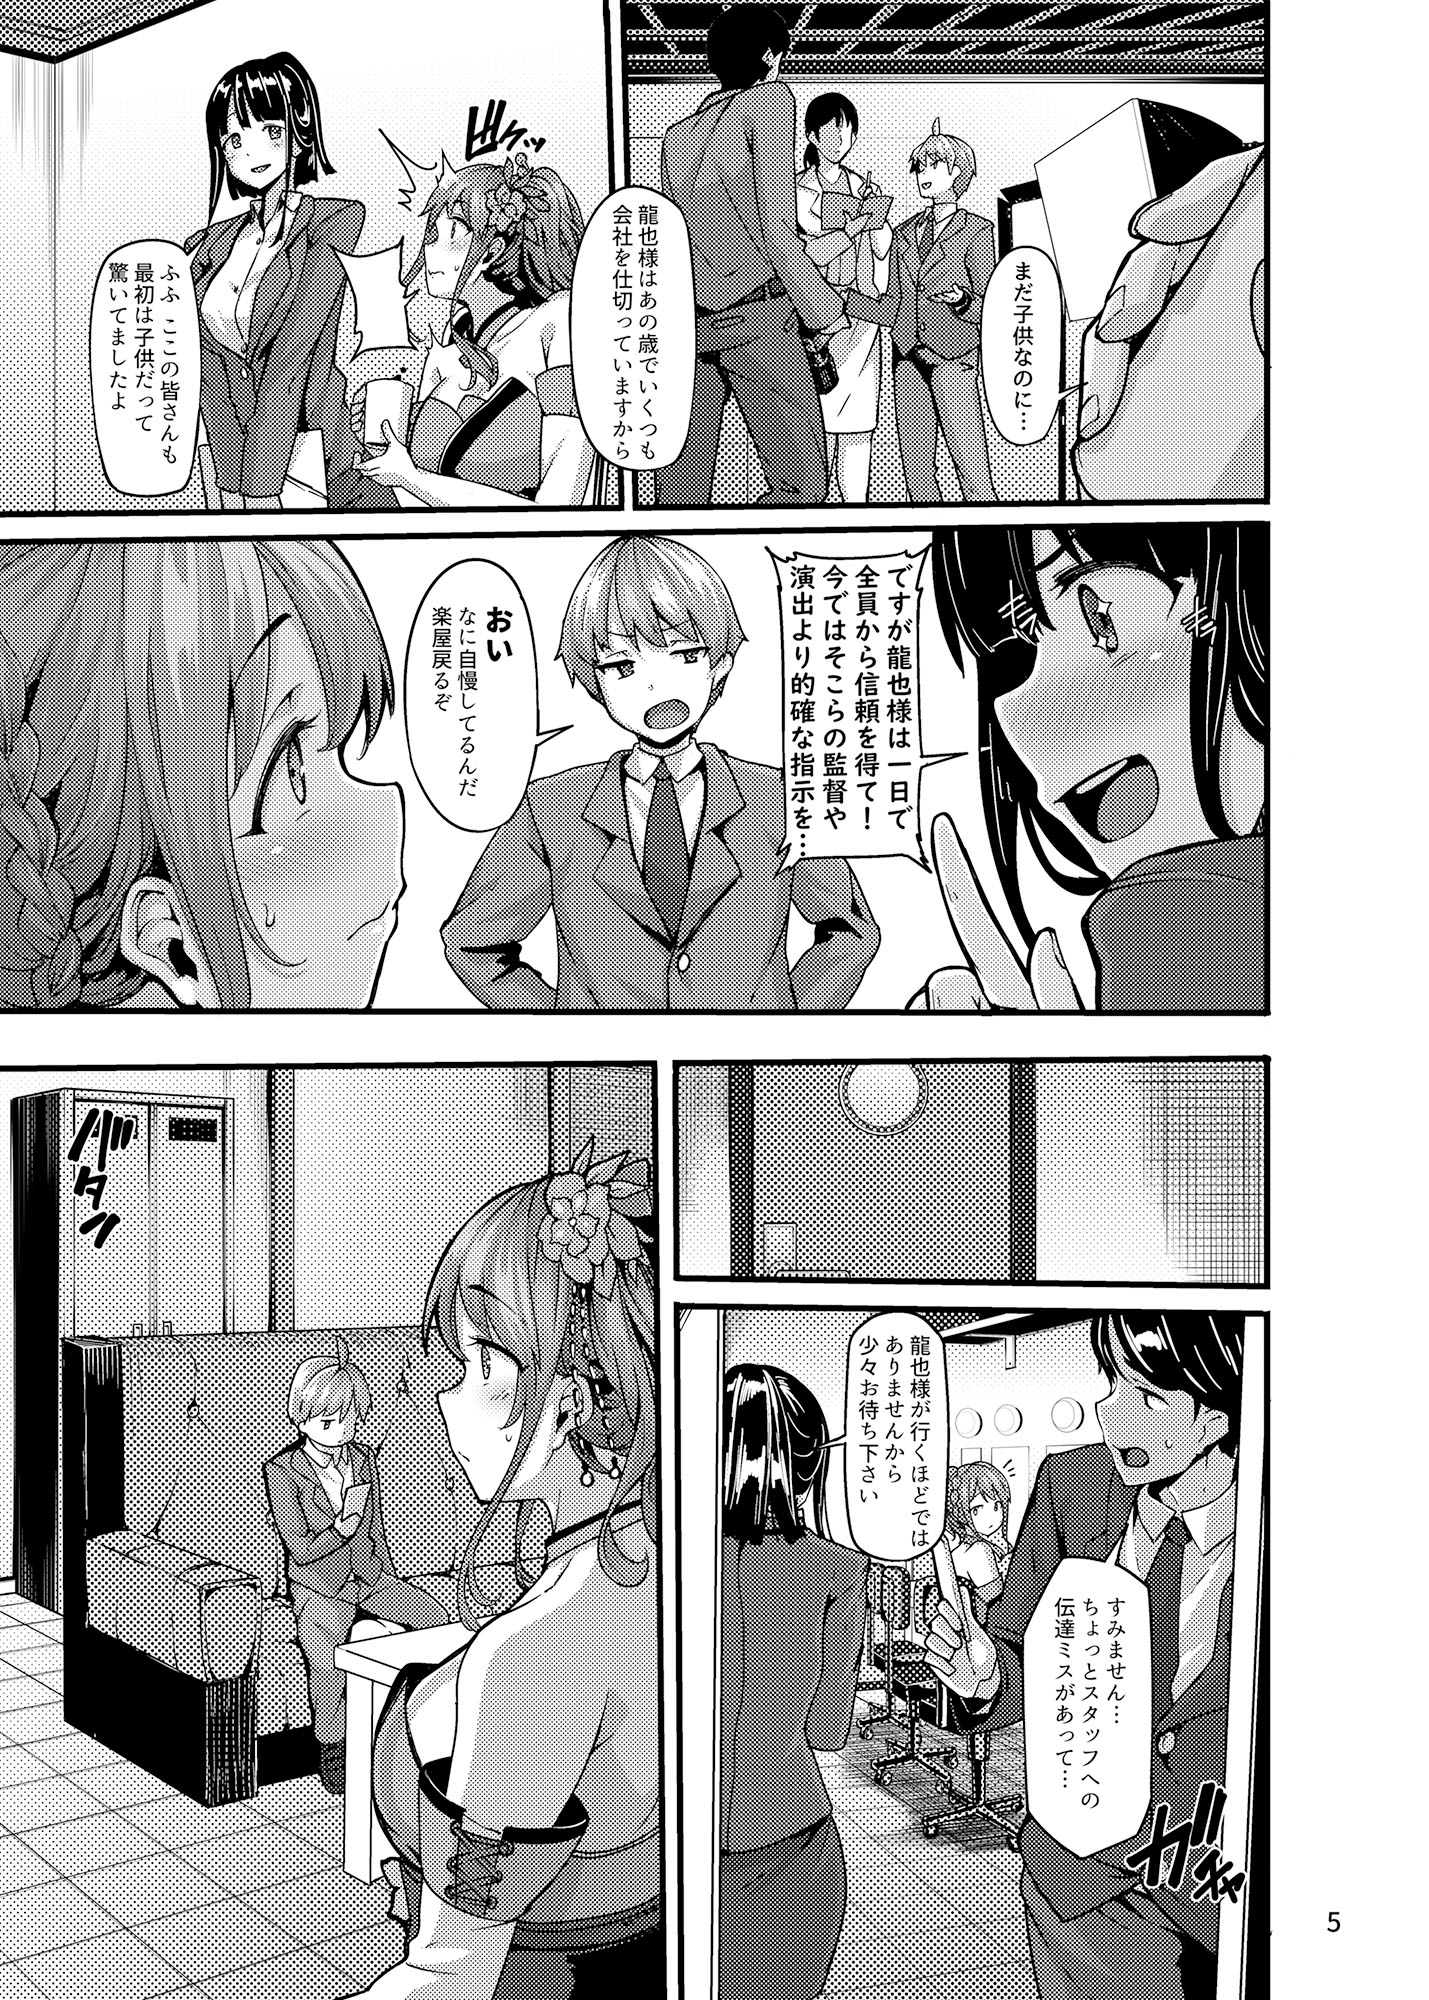 まだ子供なのに…
龍也様はあの歳でいくつも
会社を仕切っていますから
ビクッ
ふふ ここの皆さんも
最初は子供だって
驚いてましたよ
ですが龍也様は一日で
全員から信頼を得て！
今ではそこらの監督や
演出より的確な指示を…
おい
なに自慢してるんだ
楽屋戻るぞ
すみません…
ちょっとスタッフへの
伝達ミスがあって…
ガチャ
龍也様が行くほどでは
ありませんから
少々お待ち下さい
バタン
5